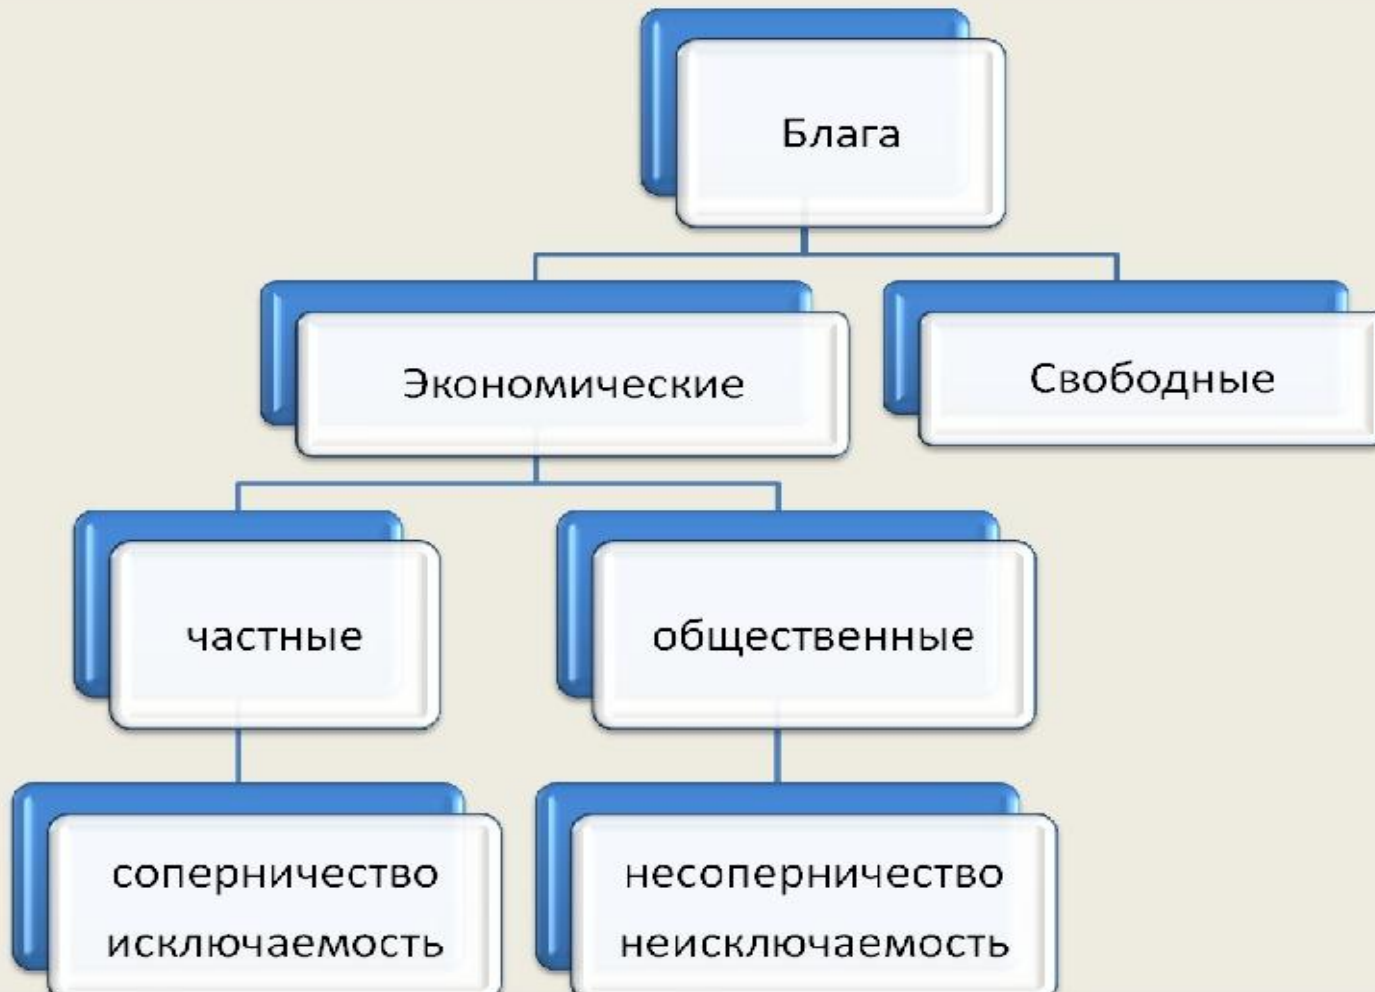 Блага
Экономические
Свободные
частные
общественные
соперничество
исключаемость
несоперничество
неисключаемость